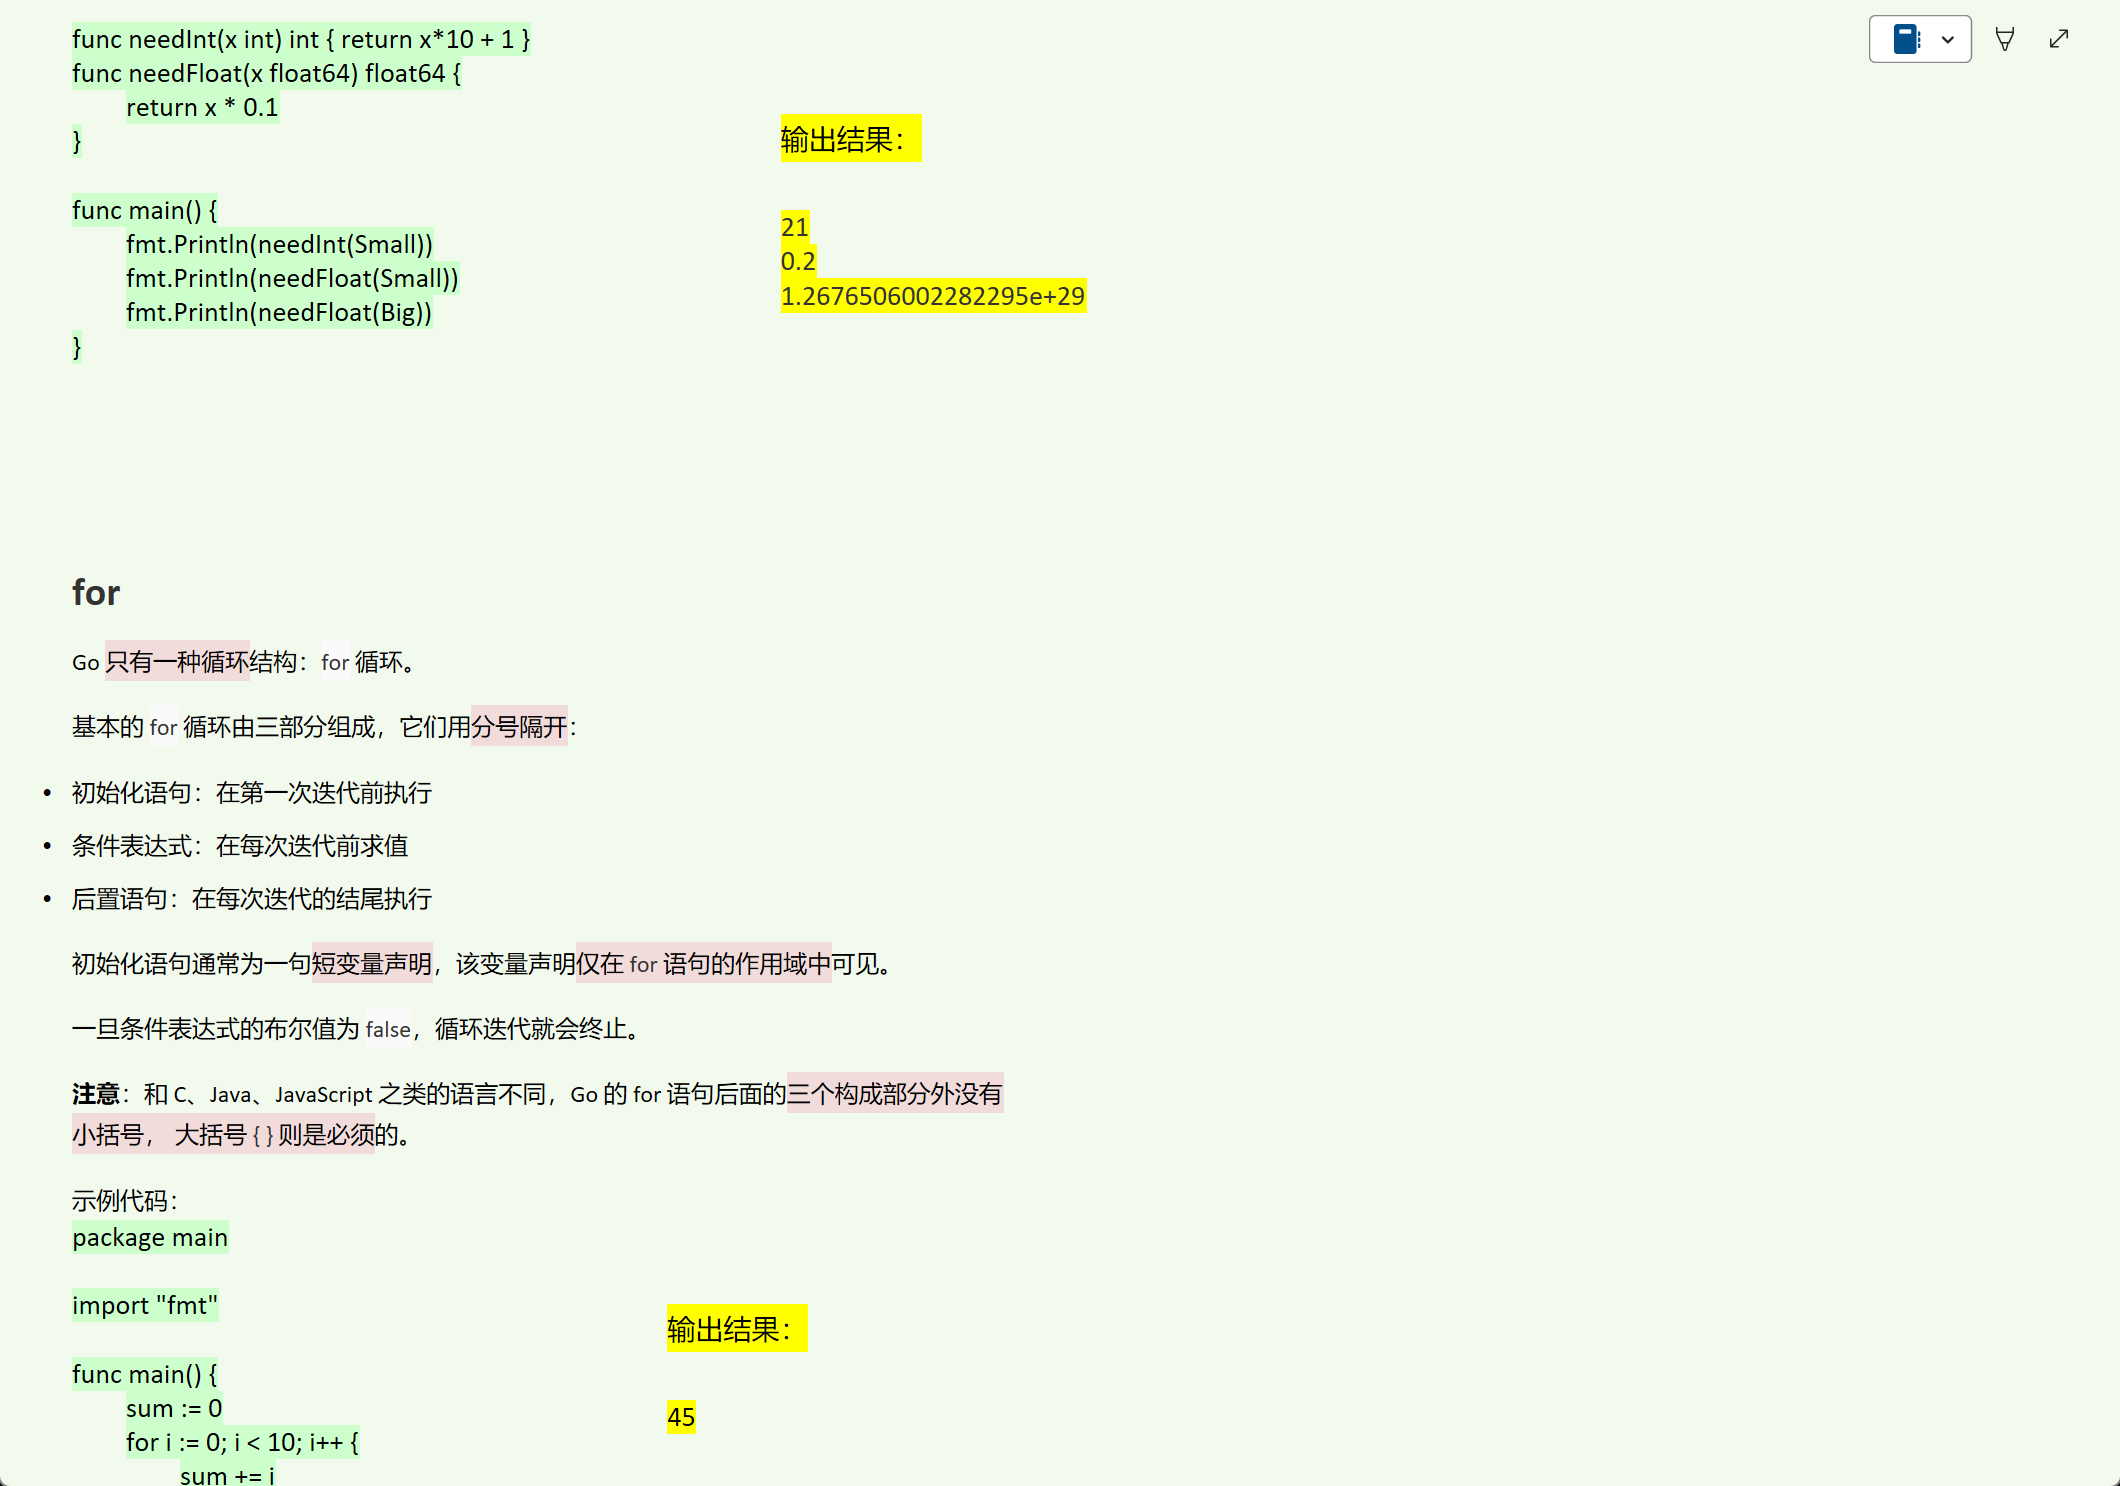 func needInt(x int) int { return x*10 + 1 }
func needFloat(x float64) float64 {
return x * 0.1
}
func main() {
fmt.Println(needInt(Small))
fmt.Println(needFloat(Small))
fmt.Println(needFloat(Big))
}
输出结果：
21
0.2
1.2676506002282295e+29
for
Go 只有一种循环结构：for 循环。
基本的 for 循环由三部分组成，它们用分号隔开：
• 初始化语句：在第一次迭代前执行
• 条件表达式：在每次迭代前求值
• 后置语句：在每次迭代的结尾执行
初始化语句通常为一句短变量声明，该变量声明仅在 for 语句的作用域中可见。
一旦条件表达式的布尔值为 false，循环迭代就会终止。
注意：和 C、Java、JavaScript 之类的语言不同，Go 的 for 语句后面的三个构成部分外没有
小括号， 大括号 { } 则是必须的。
示例代码：
package main
import "fmt"
func main() {
sum := 0
for i := 0; i < 10; i++ {
sum += i
输出结果：
45